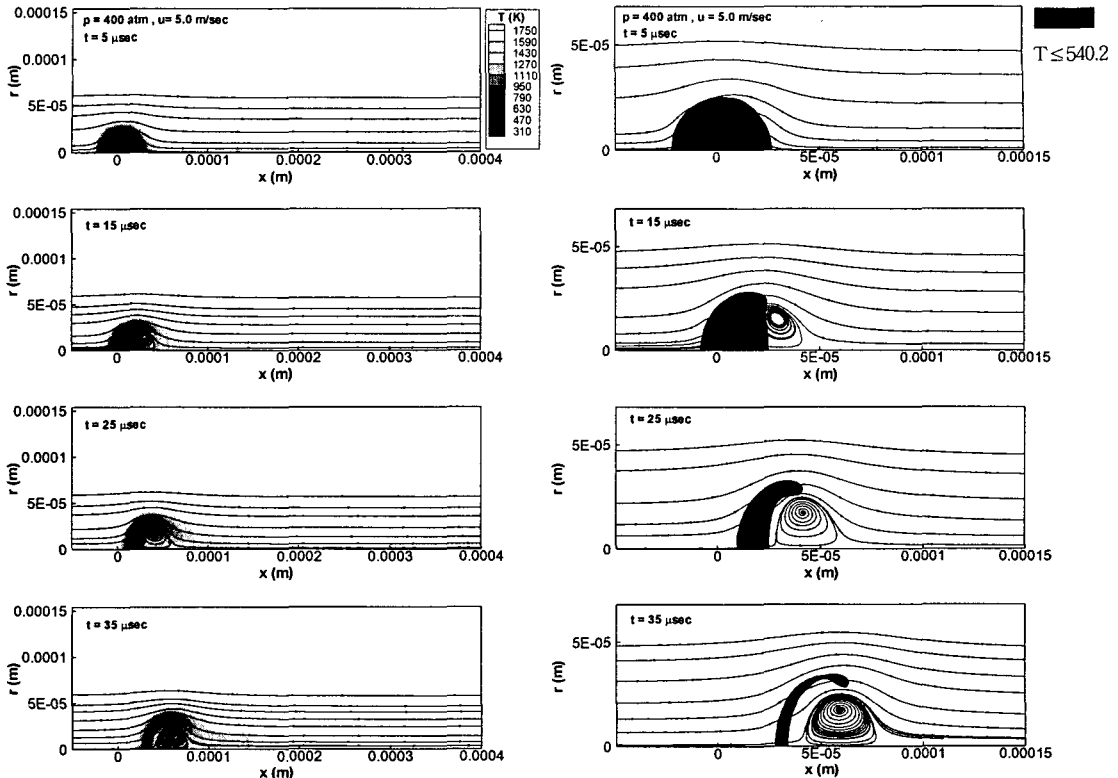 p = 400 atm , u= 5.0 m/sec
t = 5 μsec
T (K)
1750
1590
1430
1270
1110
950
790
630
470
310
0.00015
0.0001
5E-05
0
r (m)
0
0.0001
0.0002
0.0003
0.0004
x (m)
p = 400 atm , u= 5.0 m/sec
t = 5 μsec
T ≤ 540.2
5E-05
0
r (m)
0
5E-05
0.0001
0.00015
x (m)
t = 15 μsec
0.00015
0.0001
5E-05
0
r (m)
0
0.0001
0.0002
0.0003
0.0004
x (m)
t = 15 μsec
5E-05
0
r (m)
0
5E-05
0.0001
0.00015
x (m)
t = 25 μsec
0.00015
0.0001
5E-05
0
r (m)
0
0.0001
0.0002
0.0003
0.0004
x (m)
t = 25 μsec
5E-05
0
r (m)
0
5E-05
0.0001
0.00015
x (m)
t = 35 μsec
0.00015
0.0001
5E-05
0
r (m)
0
0.0001
0.0002
0.0003
0.0004
x (m)
t = 35 μsec
5E-05
0
r (m)
0
5E-05
0.0001
0.00015
x (m)